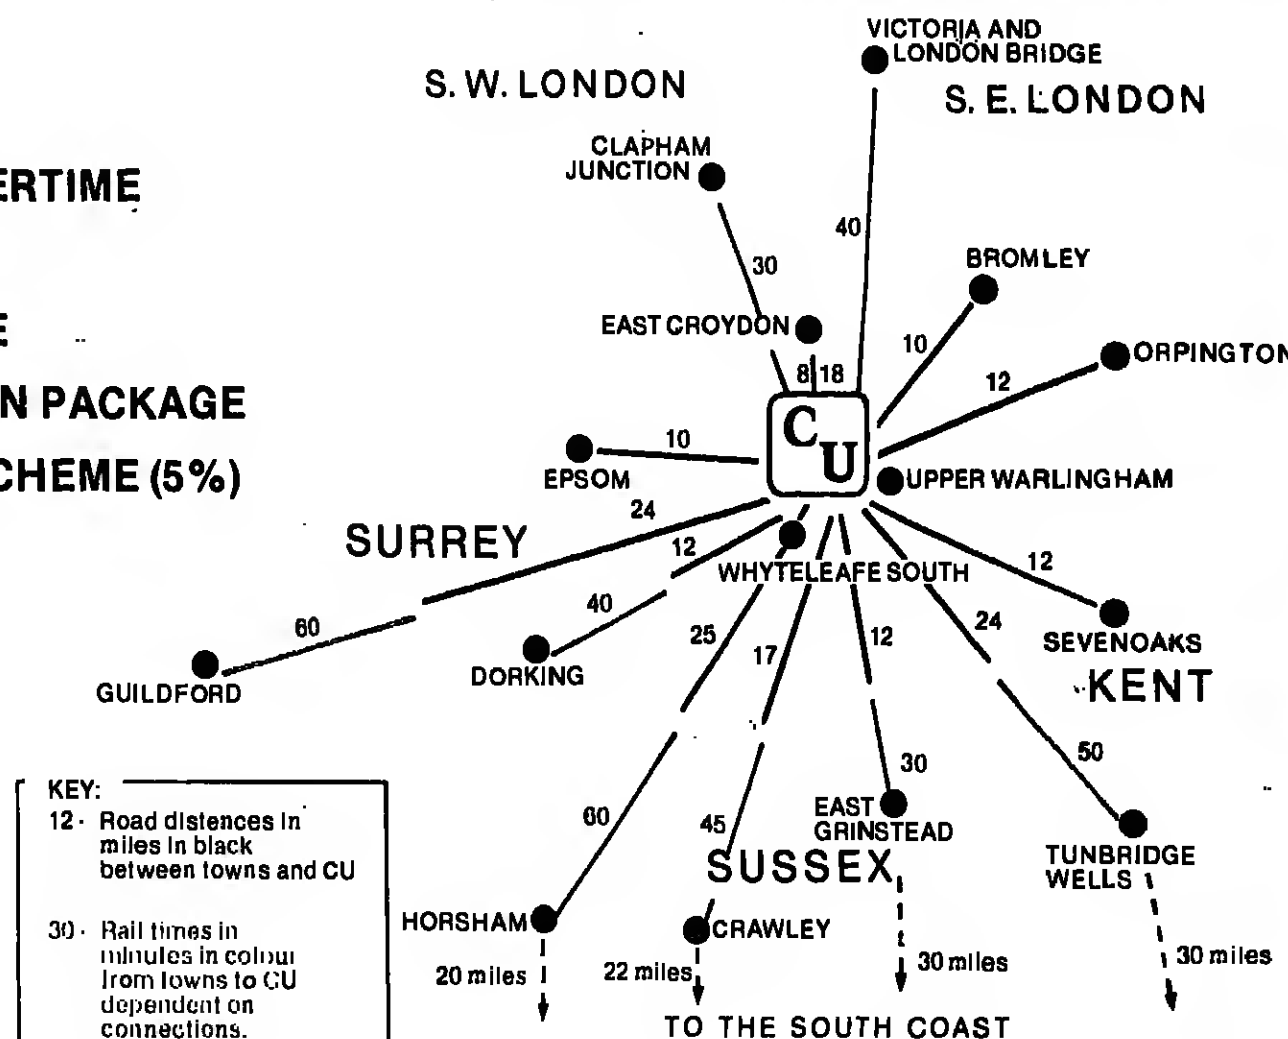 VICTORIA AND
LONDON BRIDGE
S. W. LONDON
S. E. LONDON
CLAPHAM
JUNCTION
ERTIME
40
BROMLEY
30
EAST CROYDON
E
10
ORPINGTON
8 18
12
N PACKAGE
CU
10
EPSOM
CHEME (5%)
UPPER WARLINGHAM
24
SURREY
12
12
WHYTELEAFE SOUTH
40
60
25
17
12
24
SEVENOAKS
DORKING
GUILDFORD
KENT
50
30
KEY:
12 · Road distences in
miles in black
between towns and CU
60
45
EAST
GRINSTEAD
TUNBRIDGE
WELLS
SUSSEX
HORSHAM
CRAWLEY
30 · Rail times in
minules in colour
from lowns to CU
dependent on
connections.
20 miles
22 miles
30 miles
30 miles
TO THE SOUTH COAST